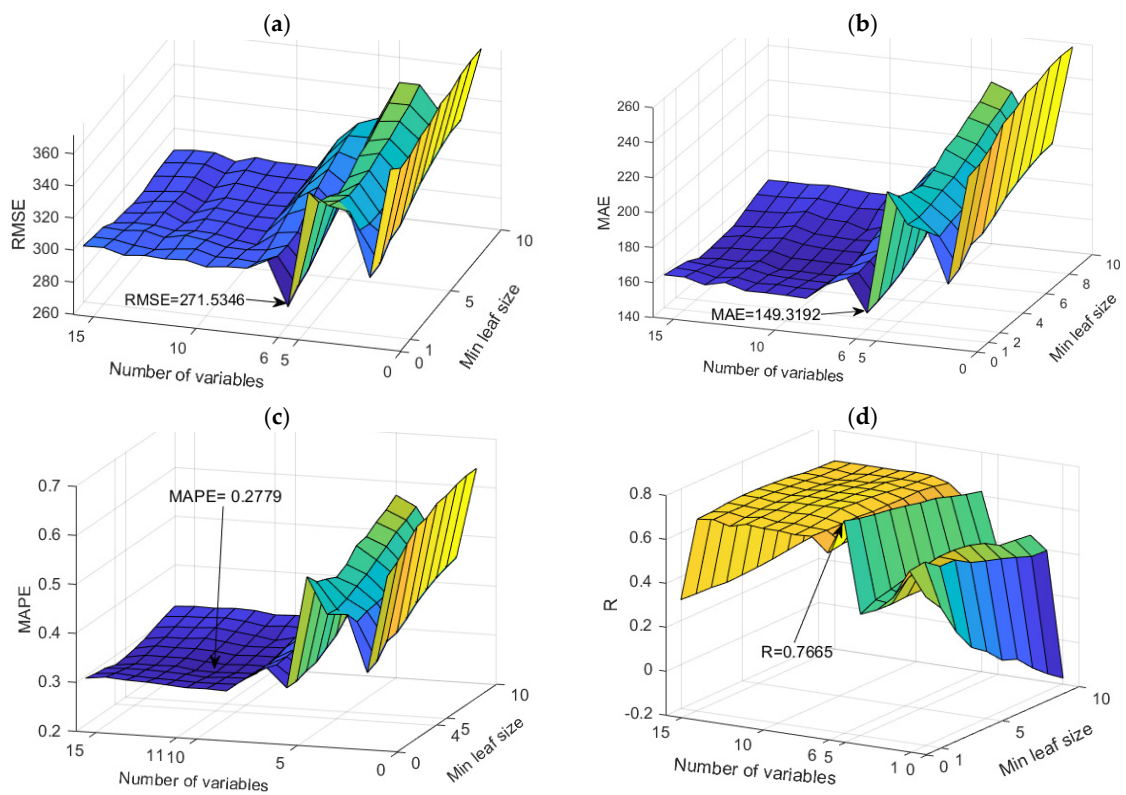 (a)
360
340
320
300
280
260
RMSE
RMSE=271.5346
15
10
6 5
0
Number of variables
0 1
5
10
Min leaf size
(b)
260
240
220
200
180
160
140
MAE
MAE=149.3192
15
10
6 5
0
Number of variables
0 1 2 4 6 8 10
Min leaf size
(c)
0.7
0.6
0.5
0.4
0.3
0.2
MAPE
MAPE= 0.2779
15
11 10
5
0
Number of variables
0
4 5
10
Min leaf size
(d)
0.8
0.6
0.4
0.2
0
-0.2
R
R=0.7665
15
10
6 5
1 0
Number of variables
0 1
5
10
Min leaf size